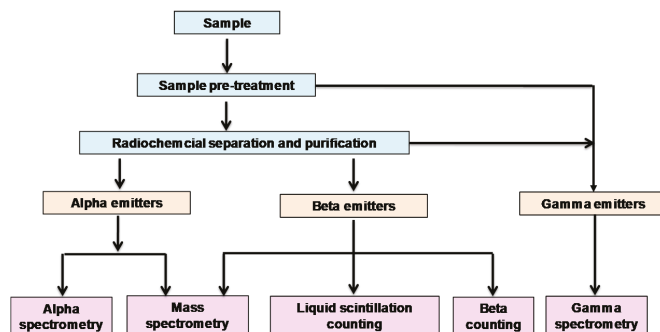 Sample
Sample pre-treatment
Radiochemcial separation and purification
Alpha emitters
Beta emitters
Gamma emitters
Alpha
spectrometry
Mass
spectrometry
Liquid scintillation
counting
Beta
counting
Gamma
spectrometry